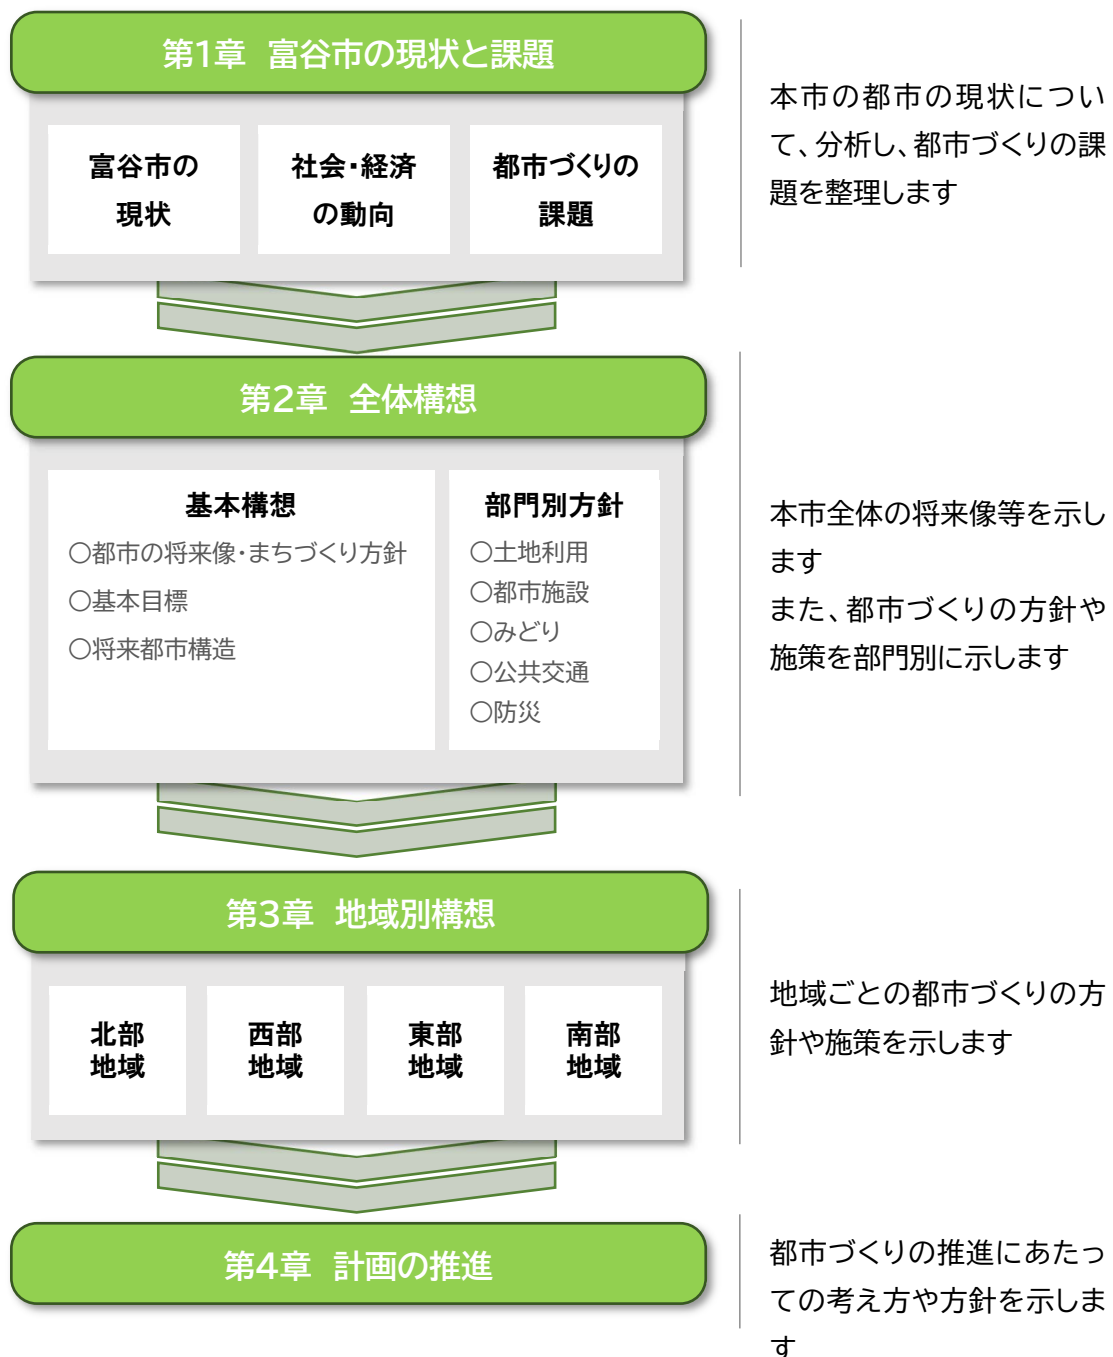 第1章 富谷市の現状と課題
富谷市の
現状
社会・経済
の動向
都市づくりの
課題
本市の都市の現状につい
て、分析し、都市づくりの課
題を整理します
第2章 全体構想
基本構想
〇都市の将来像・まちづくり方針
〇基本目標
〇将来都市構造
部門別方針
〇土地利用
〇都市施設
〇みどり
〇公共交通
〇防災
本市全体の将来像等を示し
ます
また、都市づくりの方針や
施策を部門別に示します
第3章 地域別構想
北部
地域
西部
地域
東部
地域
南部
地域
地域ごとの都市づくりの方
針や施策を示します
第4章 計画の推進
都市づくりの推進にあたっ
ての考え方や方針を示しま
す